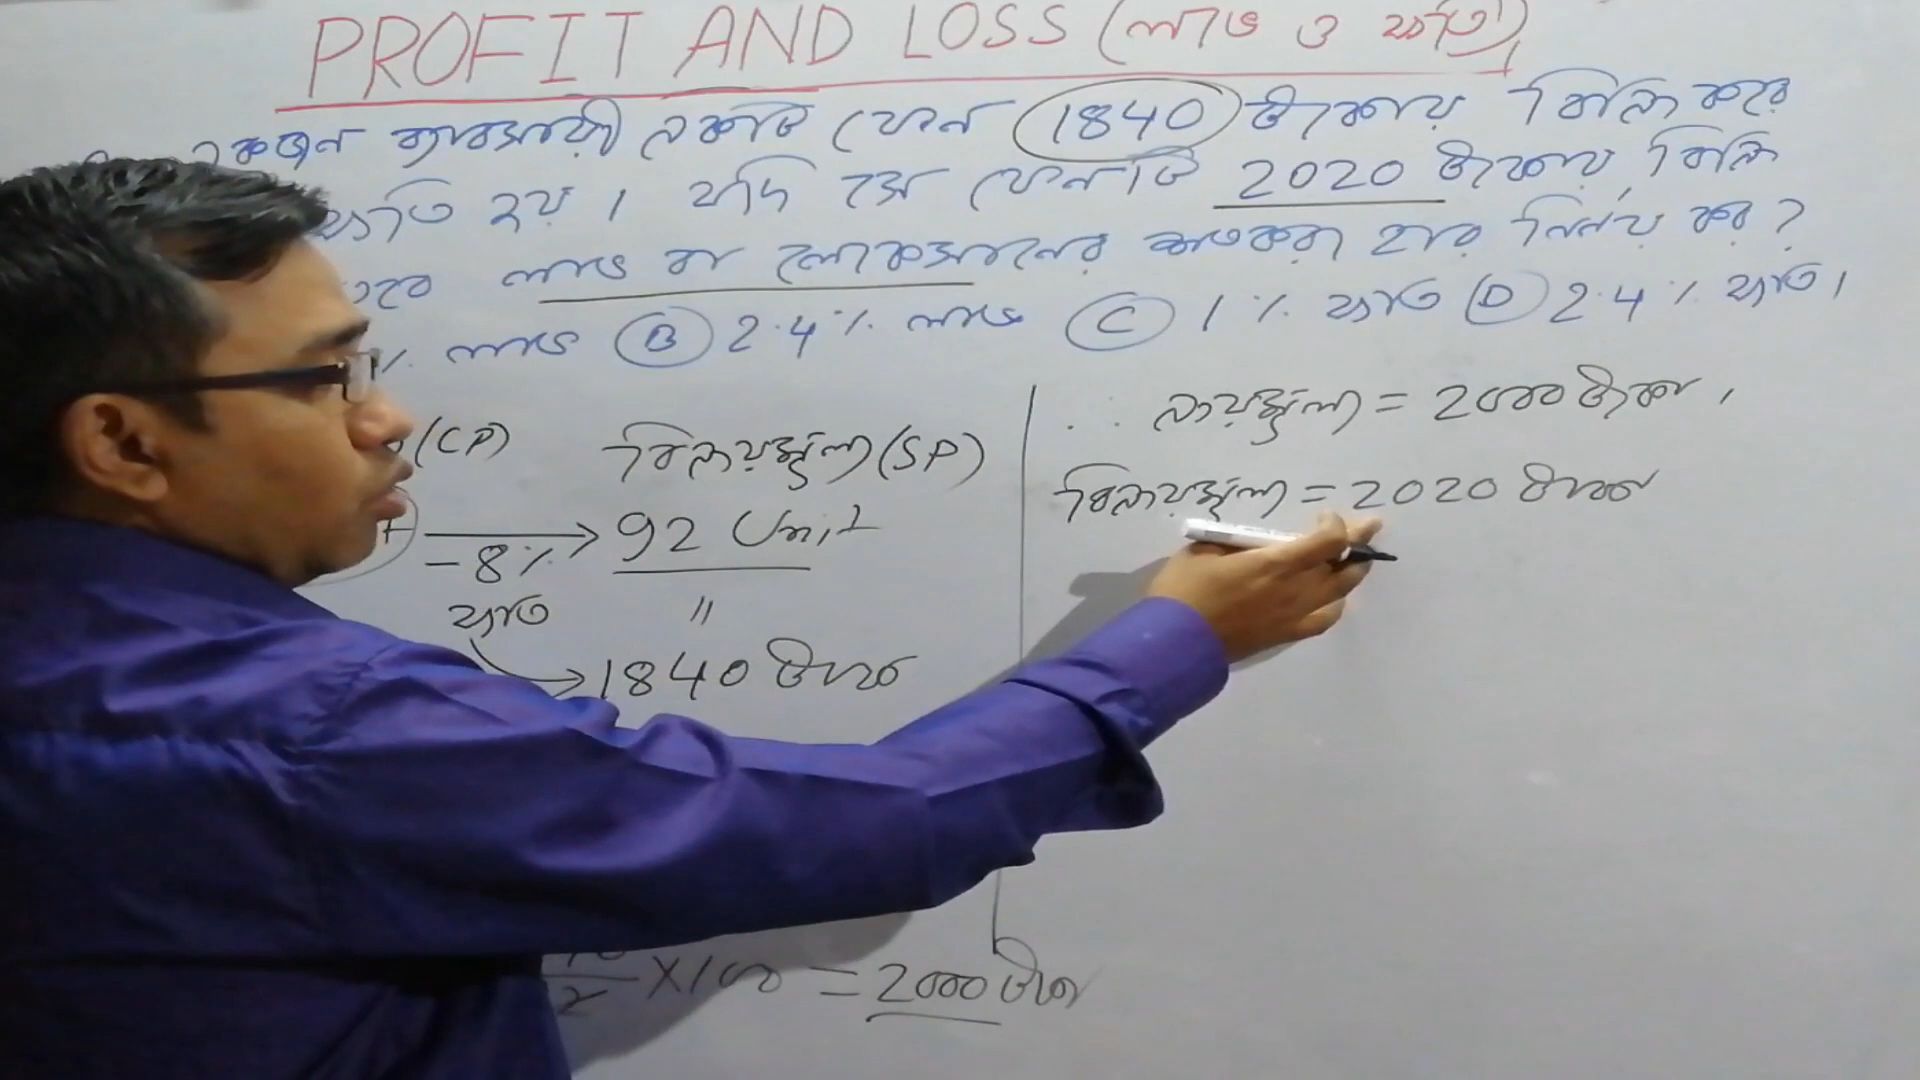 PROFIT AND LOSS (লাভ ও ক্ষতি)
একজন ব্যবসায়ী একটি ফোন 1840 টাকায় বিক্রি করে
ক্ষতি হয়। যদি সে ফোনটি 2020 টাকায় বিক্রি
করে লাভ বা লোকসানের শতকরা হার নির্ণয় কর?
% লাভ (B) 2.4% লাভ (C) 1% ক্ষতি (D) 2.4% ক্ষতি।
(CP) বিক্রয়মূল্য (SP)
-8% → 92 Unit
ক্ষতি "
→ 1840 টাকা
X100 = 2000 টাকা
∴ ক্রয়মূল্য = 2000 টাকা,
বিক্রয়মূল্য = 2020 টাকা